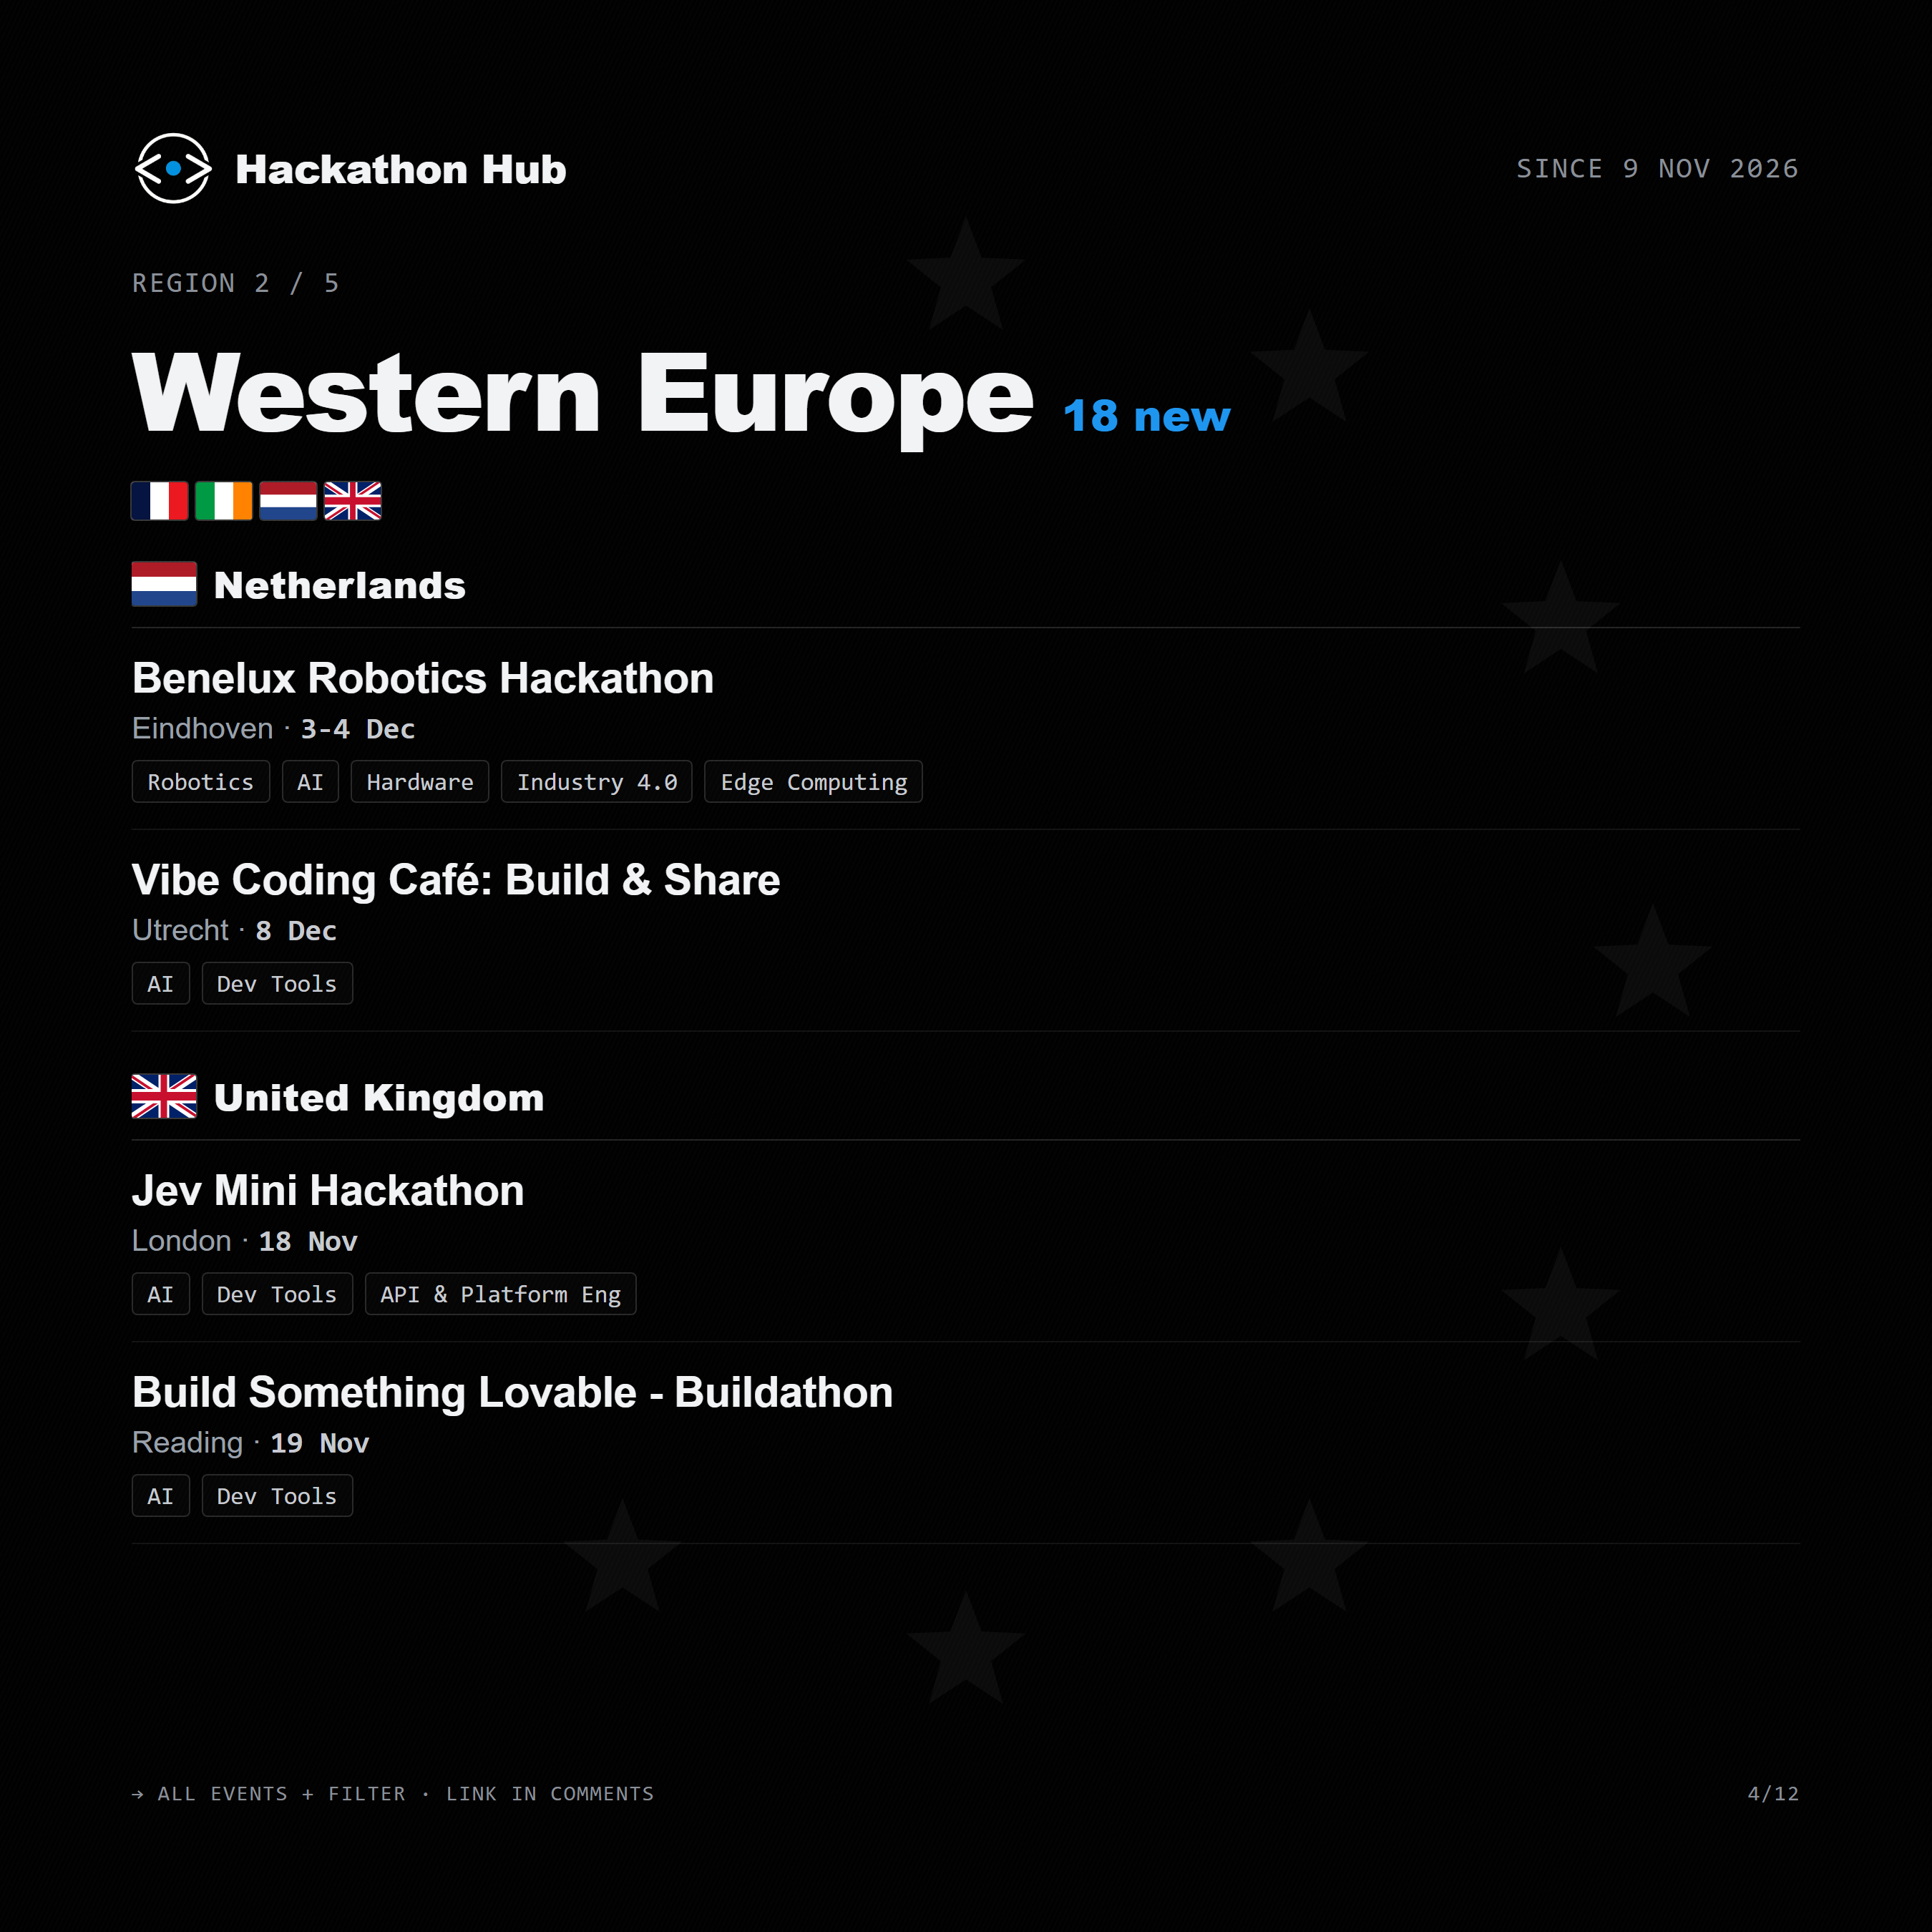 Hackathon Hub
SINCE 9 NOV 2026
REGION 2 / 5
Western Europe 18 new
Netherlands
Benelux Robotics Hackathon
Eindhoven · 3-4 Dec
Robotics AI Hardware Industry 4.0 Edge Computing
Vibe Coding Café: Build & Share
Utrecht · 8 Dec
AI Dev Tools
United Kingdom
Jev Mini Hackathon
London · 18 Nov
AI Dev Tools API & Platform Eng
Build Something Lovable - Buildathon
Reading · 19 Nov
AI Dev Tools
→ ALL EVENTS + FILTER · LINK IN COMMENTS
4/12